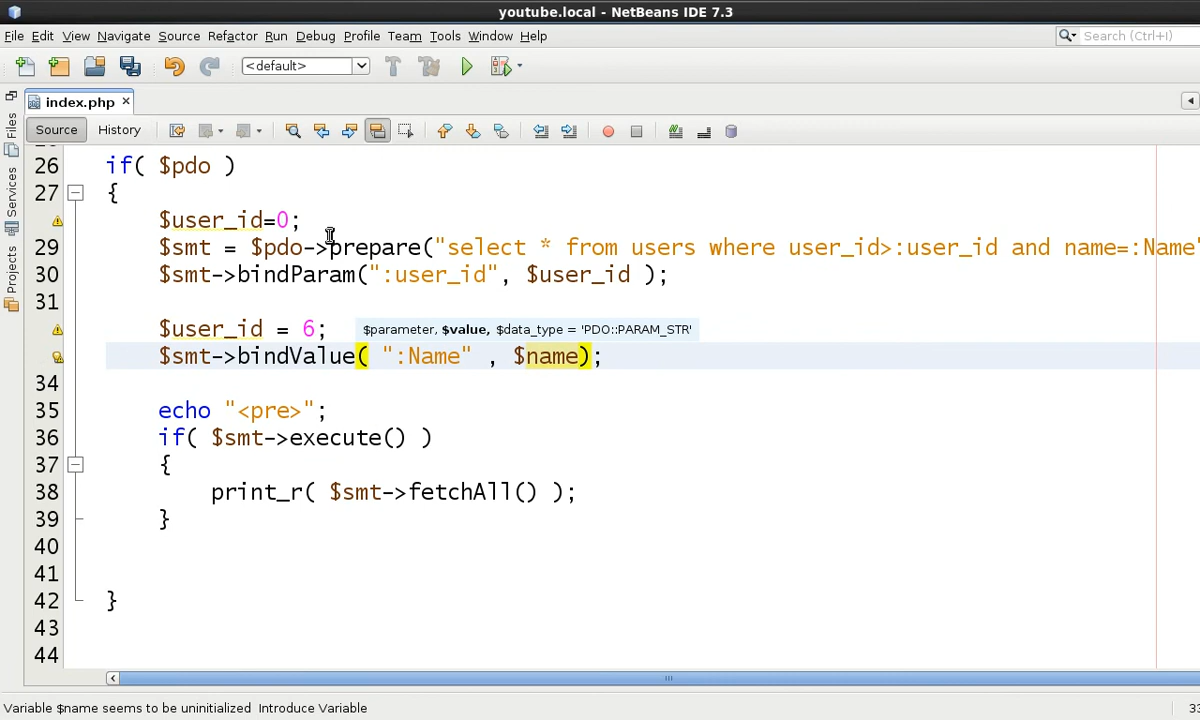 youtube.local - NetBeans IDE 7.3
File Edit View Navigate Source Refactor Run Debug Profile Team Tools Window Help
Search (Ctrl+I)
<default>
index.php
Source History
Files
Services
Projects
26 if( $pdo )
27 {
$user_id=0;
29 $smt = $pdo->prepare("select * from users where user_id>:user_id and name=:Name"
30 $smt->bindParam(":user_id", $user_id );
31
$user_id = 6;
$parameter, $value, $data_type = 'PDO::PARAM_STR'
$smt->bindValue( ":Name" , $name);
34
35 echo "<pre>";
36 if( $smt->execute() )
37 {
38 print_r( $smt->fetchAll() );
39 }
40
41
42 }
43
44
Variable $name seems to be uninitialized Introduce Variable